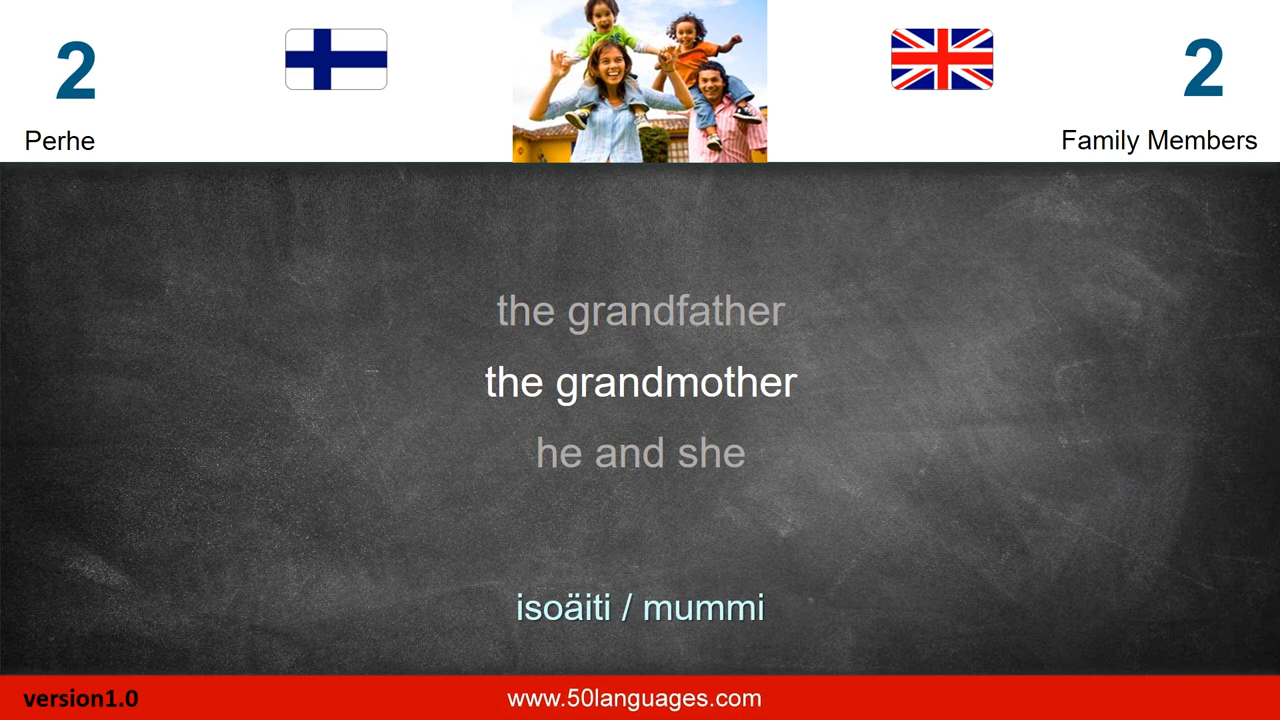 2
2
Perhe
Family Members
the grandfather
the grandmother
he and she
isoäiti / mummi
version1.0
www.50languages.com